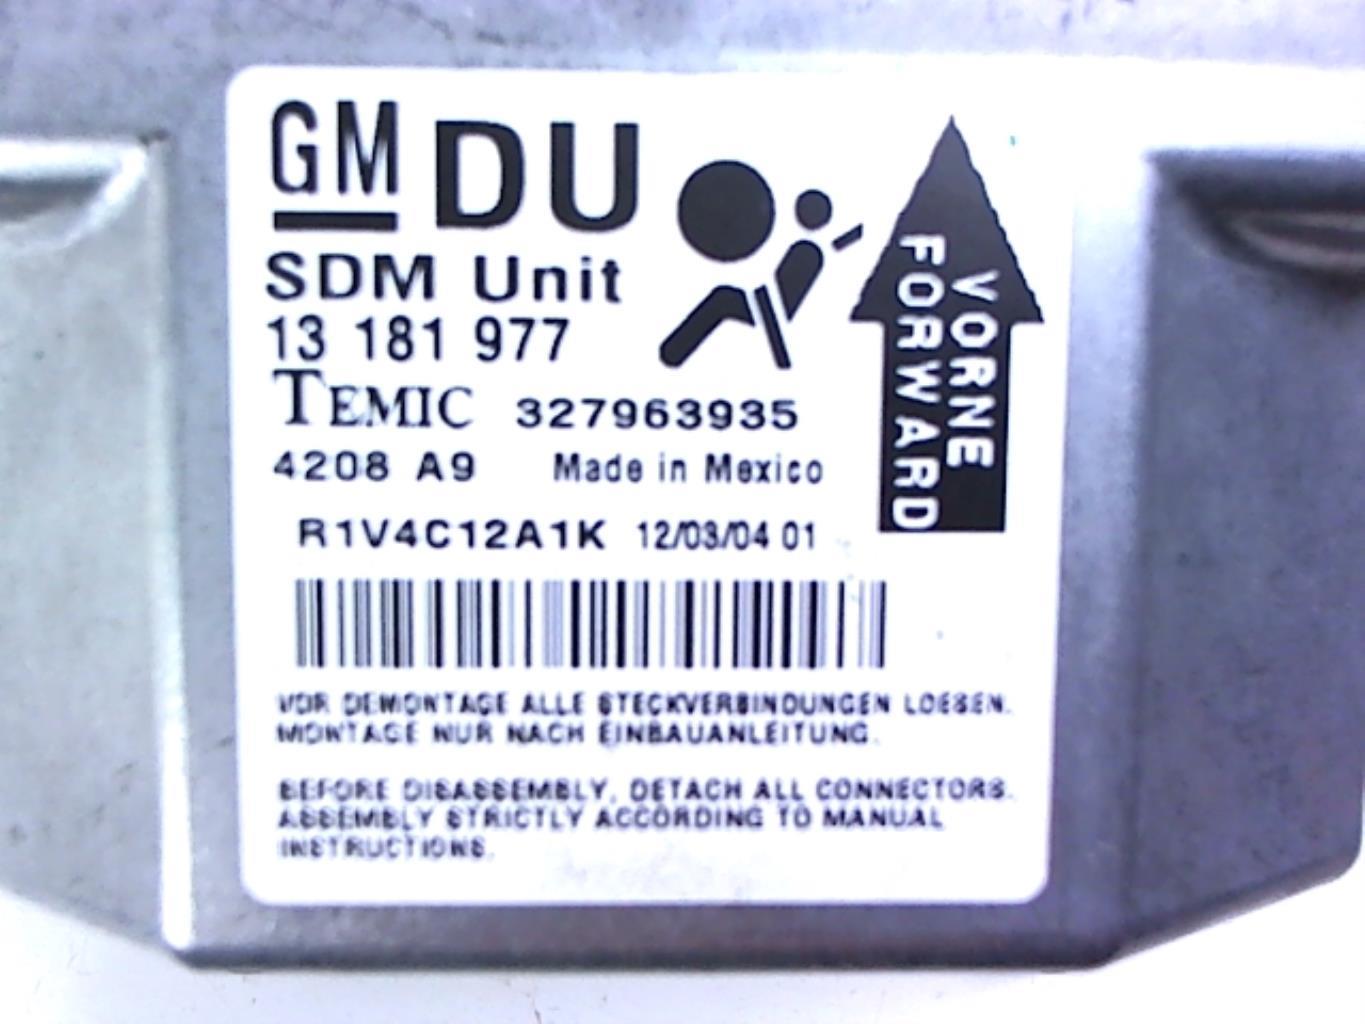 GM DU
SDM Unit
13 181 977
TEMIC 327963935
4208 A9 Made in Mexico
R1V4C12A1K 12/03/04 01
VORNE
FORWARD
VOR DEMONTAGE ALLE STECKVERBINDUNGEN LOESEN.
MONTAGE NUR NACH EINBAUANLEITUNG.
BEFORE DISASSEMBLY, DETACH ALL CONNECTORS.
ASSEMBLY STRICTLY ACCORDING TO MANUAL
INSTRUCTIONS.